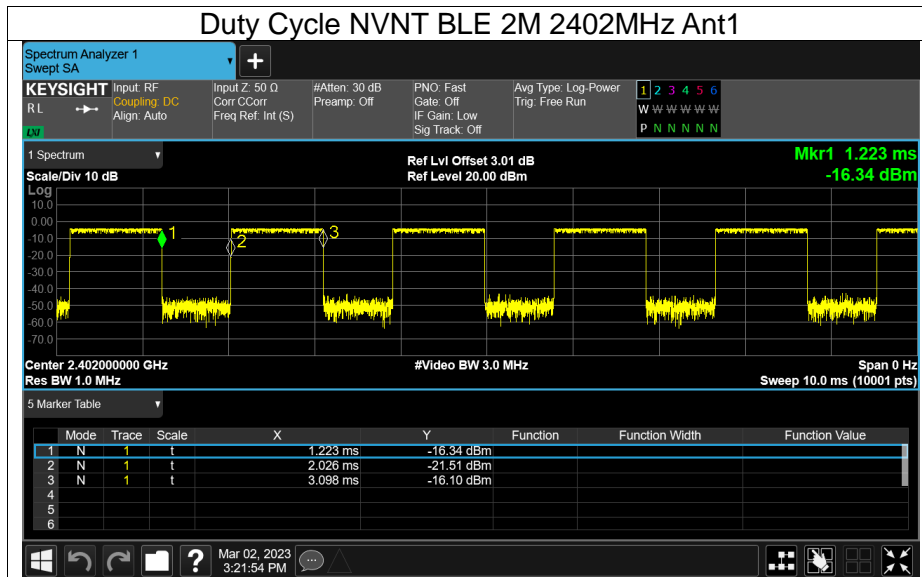 Duty Cycle NVNT BLE 2M 2402MHz Ant1
Spectrum Analyzer 1
Swept SA
KEYSIGHT Input: RF Input Z: 50 Ω #Atten: 30 dB PNO: Fast Avg Type: Log-Power 1 2 3 4 5 6
R L Coupling: DC Corr CCorr Preamp: Off Gate: Off Trig: Free Run W W W W W W
Align: Auto Freq Ref: Int (S) IF Gain: Low
LXI Sig Track: Off P N N N N N
1 Spectrum Ref Lvl Offset 3.01 dB Mkr1 1.223 ms
Scale/Div 10 dB Ref Level 20.00 dBm -16.34 dBm
Log
10.0
0.00
-10.0
-20.0
-30.0
-40.0
-50.0
-60.0
-70.0
1 2 3
Center 2.402000000 GHz #Video BW 3.0 MHz Span 0 Hz
Res BW 1.0 MHz Sweep 10.0 ms (10001 pts)
5 Marker Table
Mode Trace Scale X Y Function Function Width Function Value
1 N 1 t 1.223 ms -16.34 dBm
2 N 1 t 2.026 ms -21.51 dBm
3 N 1 t 3.098 ms -16.10 dBm
4
5
6
? Mar 02, 2023
3:21:54 PM